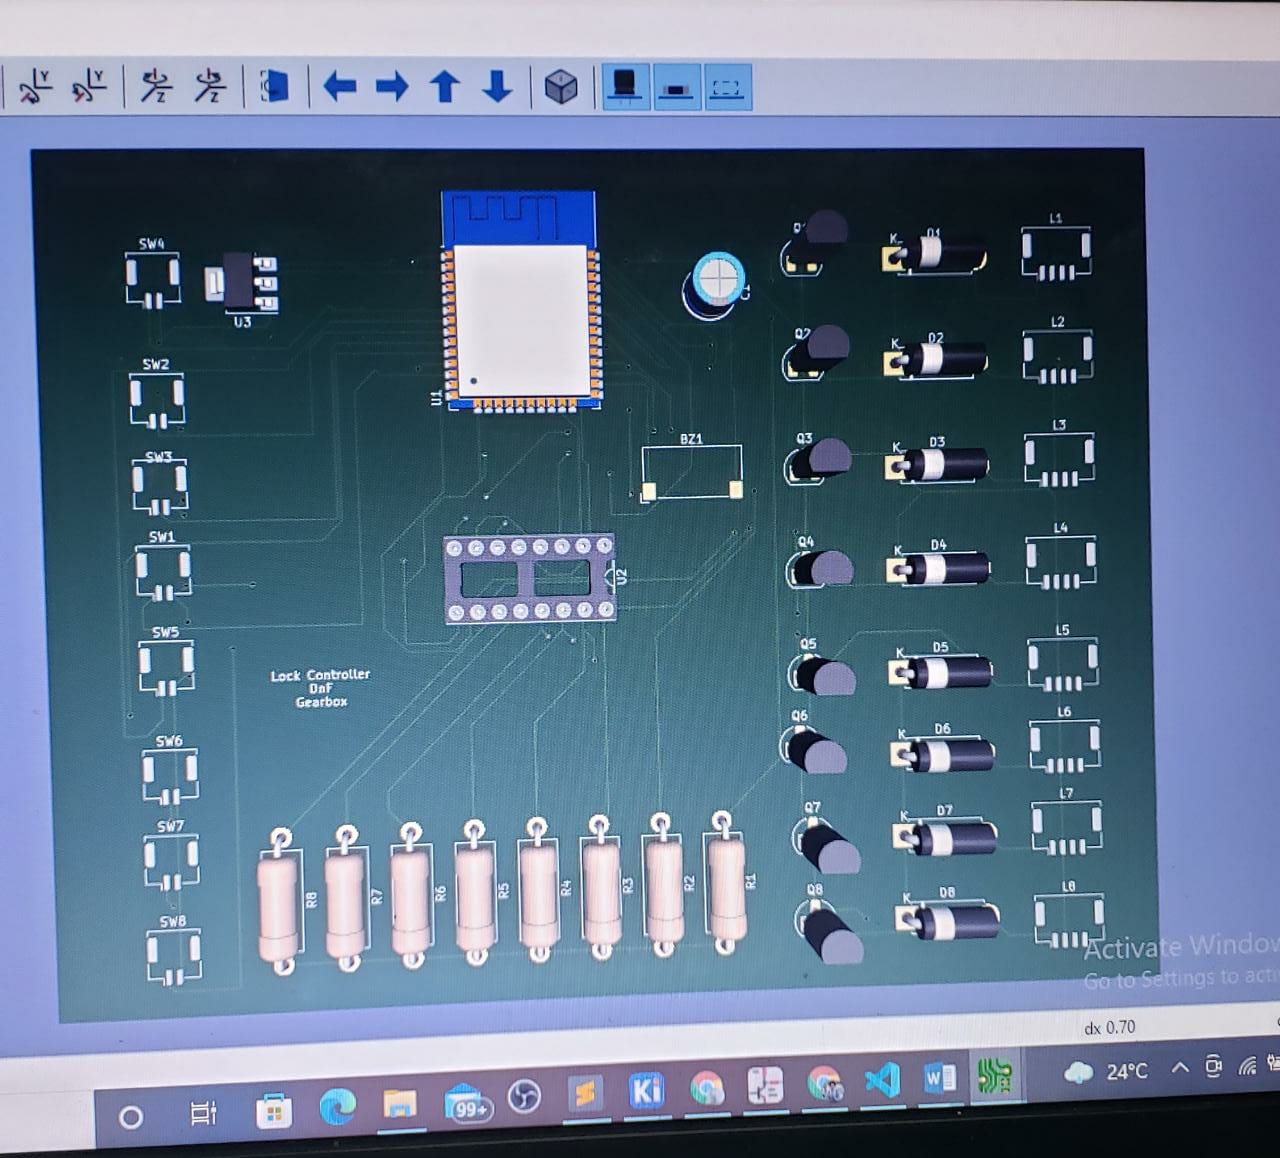 Y
Y
Z
Z
SW4
U3
SW2
SW3
SW1
SW5
SW6
SW7
SW8
U1
BZ1
U2
Lock Controller
DnF
Gearbox
Q2
Q3
Q4
Q5
Q6
Q7
Q8
K
D1
K
D2
K
D3
K
D4
K
D5
K
D6
K
D7
K
D8
L1
L2
L3
L4
L5
L6
L7
L8
R8
R7
R6
R5
R4
R3
R2
R1
Activate Window
Go to Settings to acti
dx 0.70
99+
Ki
W
24°C